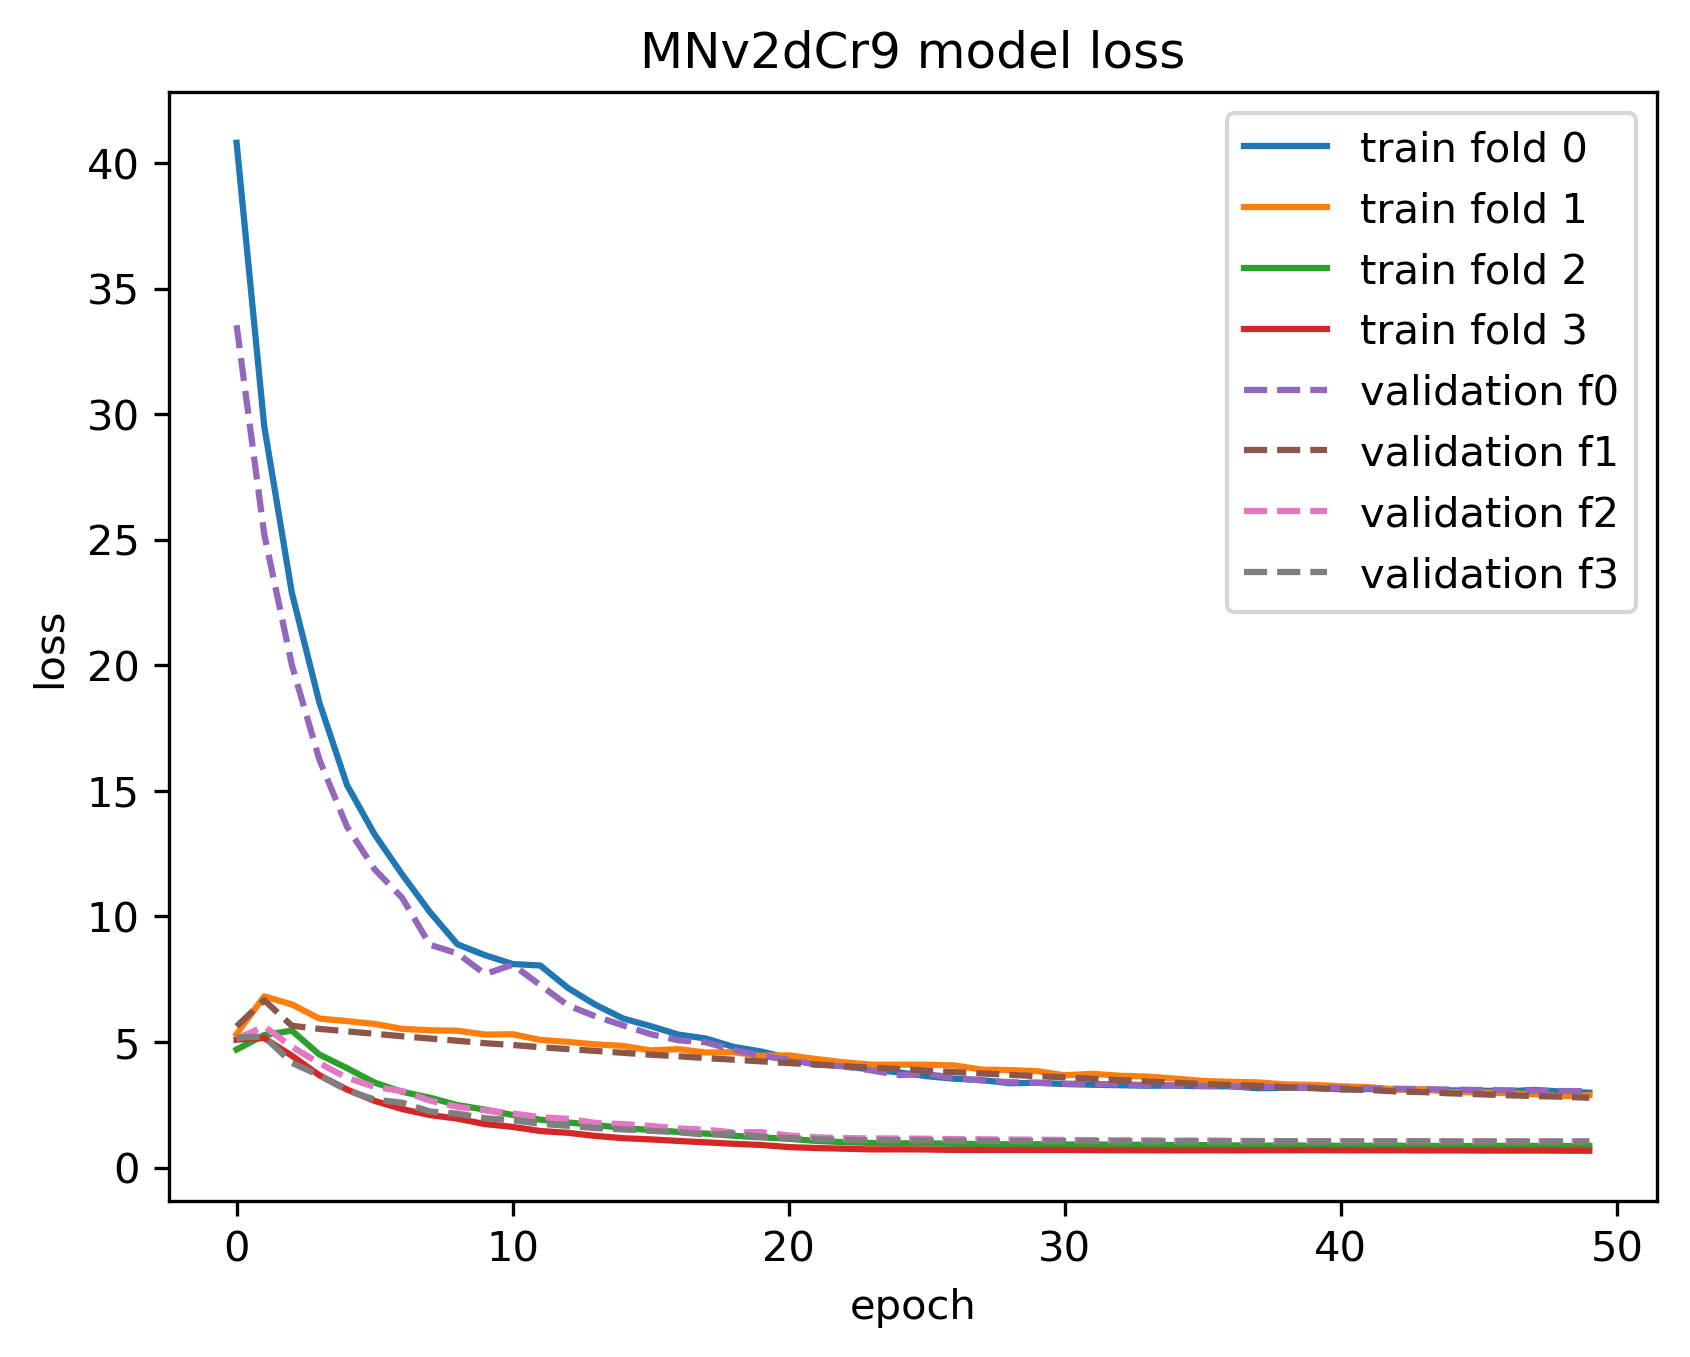 MNv2dCr9 model loss
train fold 0
train fold 1
train fold 2
train fold 3
validation f0
validation f1
validation f2
validation f3
loss
40
35
30
25
20
15
10
5
0
0 10 20 30 40 50
epoch